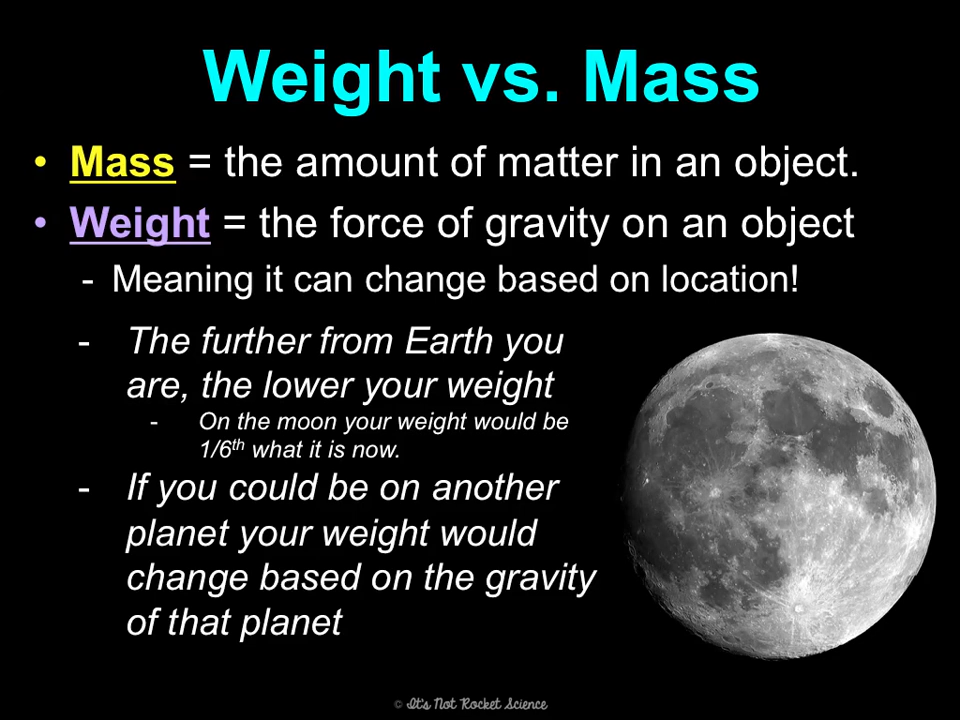 Weight vs. Mass
• Mass = the amount of matter in an object.
• Weight = the force of gravity on an object
- Meaning it can change based on location!
- The further from Earth you
are, the lower your weight
- On the moon your weight would be
1/6th what it is now.
- If you could be on another
planet your weight would
change based on the gravity
of that planet
© It's Not Rocket Science